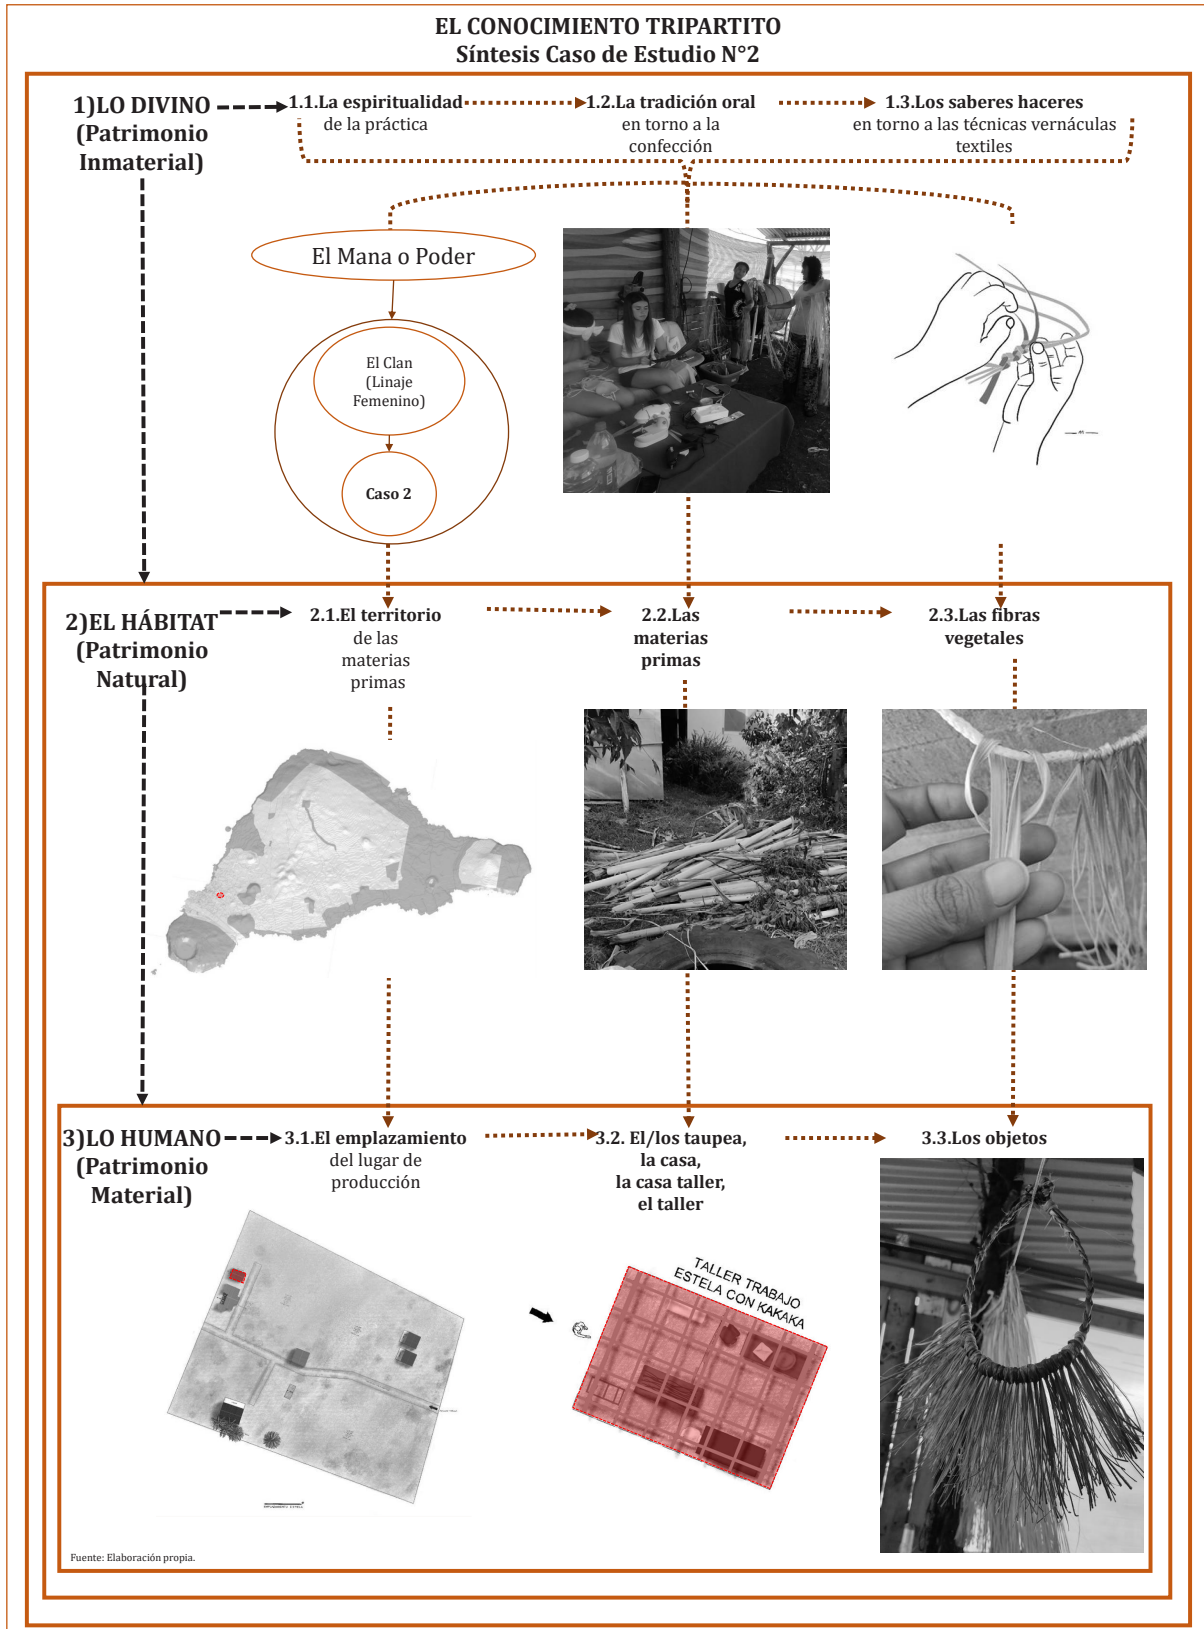 EL CONOCIMIENTO TRIPARTITO
Síntesis Caso de Estudio N°2
1)LO DIVINO
(Patrimonio
Inmaterial)
1.1.La espiritualidad
de la práctica
1.2.La tradición oral
en torno a la
confección
1.3.Los saberes haceres
en torno a las técnicas vernáculas
textiles
El Mana o Poder
El Clan
(Linaje
Femenino)
Caso 2
2)EL HÁBITAT
(Patrimonio
Natural)
2.1.El territorio
de las
materias
primas
2.2.Las
materias
primas
2.3.Las fibras
vegetales
3)LO HUMANO
(Patrimonio
Material)
3.1.El emplazamiento
del lugar de
producción
3.2. El/los taupea,
la casa,
la casa taller,
el taller
3.3.Los objetos
TALLER TRABAJO
ESTELA CON KAKAKA
Fuente: Elaboración propia.